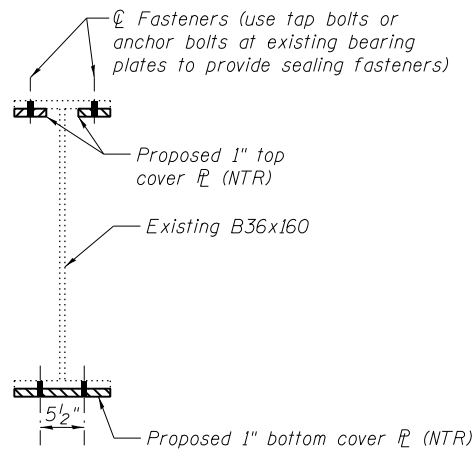 ℄ Fasteners (use tap bolts or
anchor bolts at existing bearing
plates to provide sealing fasteners)
Proposed 1" top
cover ⅊ (NTR)
Existing B36x160
5½"
Proposed 1" bottom cover ⅊ (NTR)